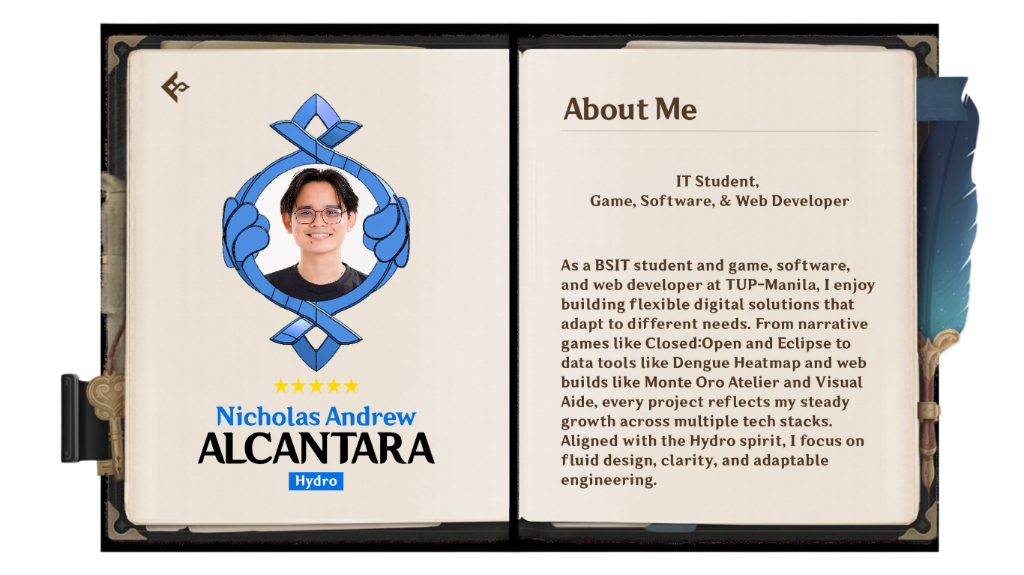 Nicholas Andrew
ALCANTARA
Hydro
About Me
IT Student,
Game, Software, & Web Developer
As a BSIT student and game, software,
and web developer at TUP-Manila, I enjoy
building flexible digital solutions that
adapt to different needs. From narrative
games like Closed:Open and Eclipse to
data tools like Dengue Heatmap and web
builds like Monte Oro Atelier and Visual
Aide, every project reflects my steady
growth across multiple tech stacks.
Aligned with the Hydro spirit, I focus on
fluid design, clarity, and adaptable
engineering.